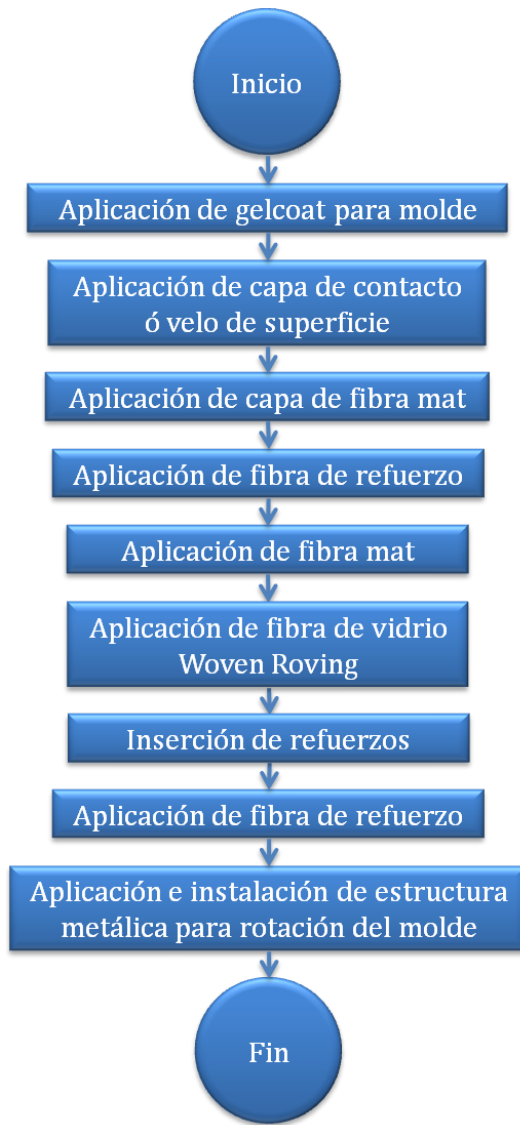 Inicio
Aplicación de gelcoat para molde
Aplicación de capa de contacto
ó velo de superficie
Aplicación de capa de fibra mat
Aplicación de fibra de refuerzo
Aplicación de fibra mat
Aplicación de fibra de vidrio
Woven Roving
Inserción de refuerzos
Aplicación de fibra de refuerzo
Aplicación e instalación de estructura
metálica para rotación del molde
Fin